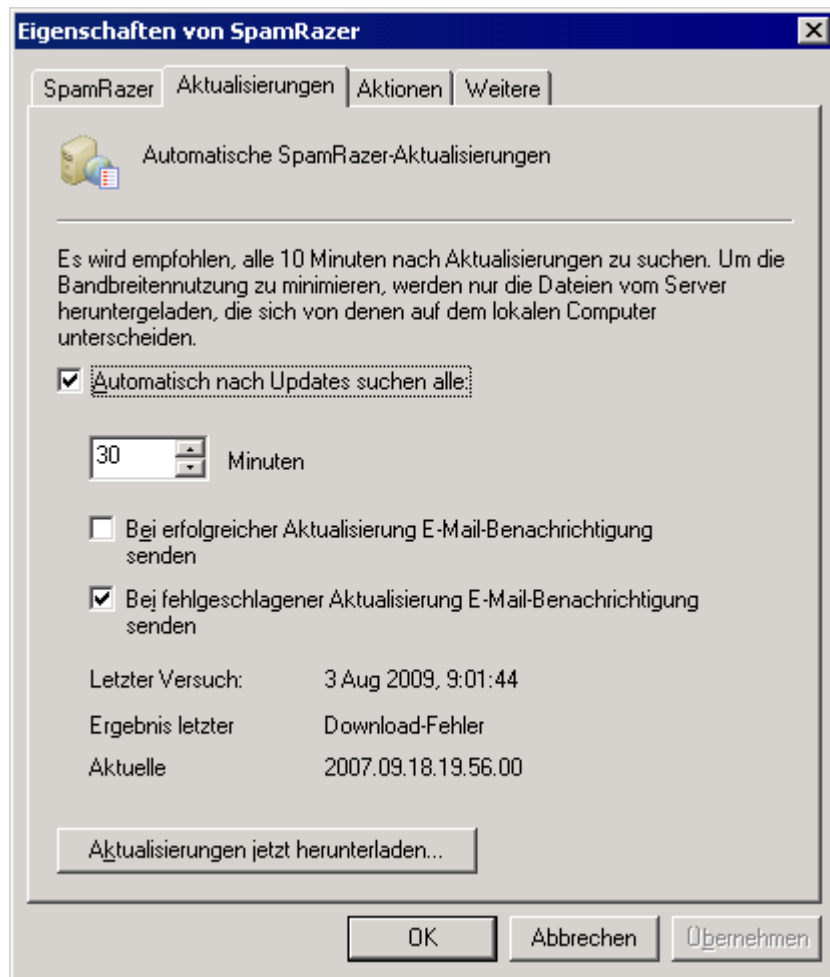 Eigenschaften von SpamRazer
SpamRazer
Aktualisierungen
Aktionen
Weitere
Automatische SpamRazer-Aktualisierungen
Es wird empfohlen, alle 10 Minuten nach Aktualisierungen zu suchen. Um die
Bandbreitennutzung zu minimieren, werden nur die Dateien vom Server
heruntergeladen, die sich von denen auf dem lokalen Computer
unterscheiden.
Automatisch nach Updates suchen alle:
30 Minuten
Bei erfolgreicher Aktualisierung E-Mail-Benachrichtigung
senden
Bei fehlgeschlagener Aktualisierung E-Mail-Benachrichtigung
senden
Letzter Versuch: 3 Aug 2009, 9:01:44
Ergebnis letzter Download-Fehler
Aktuelle 2007.09.18.19.56.00
Aktualisierungen jetzt herunterladen...
OK
Abbrechen
Übernehmen